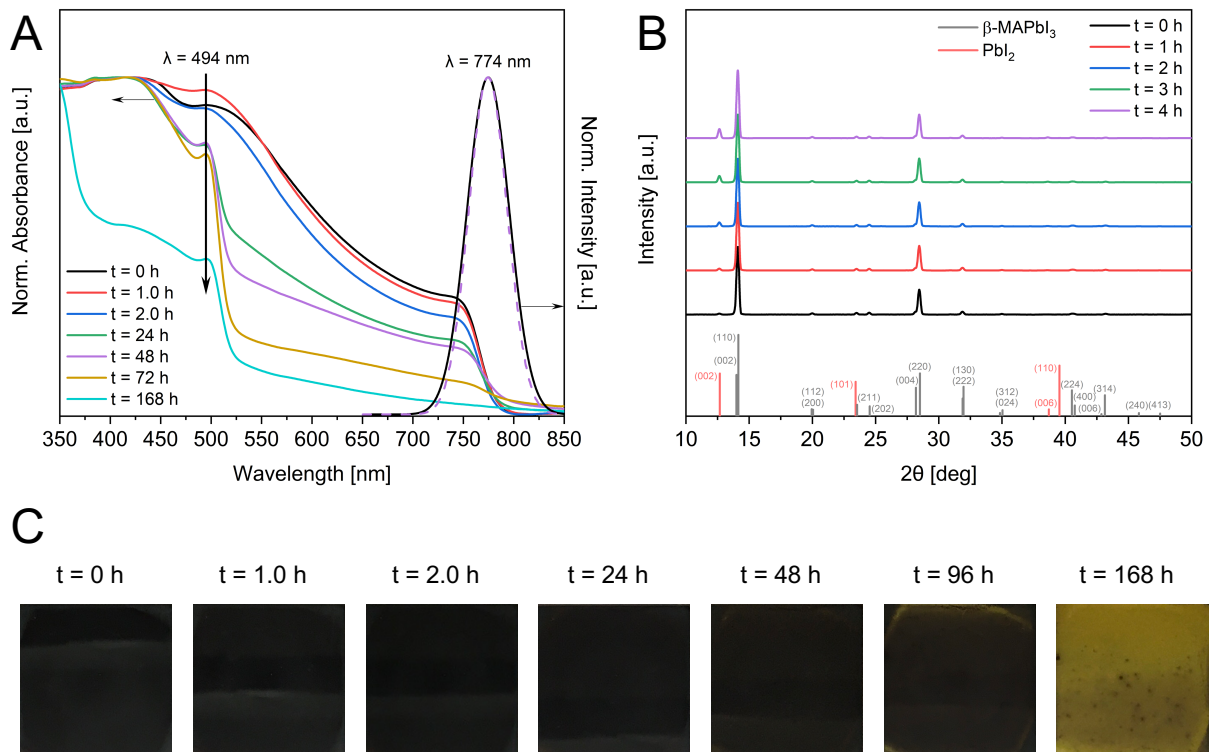 A
λ = 494 nm
λ = 774 nm
Norm. Absorbance [a.u.]
Norm. Intensity [a.u.]
t = 0 h
t = 1.0 h
t = 2.0 h
t = 24 h
t = 48 h
t = 72 h
t = 168 h
350 400 450 500 550 600 650 700 750 800 850
Wavelength [nm]
B
β-MAPbI₃
PbI₂
t = 0 h
t = 1 h
t = 2 h
t = 3 h
t = 4 h
Intensity [a.u.]
(110)
(002)
(002)
(101)
(112)
(200)
(211)
(202)
(220)
(004)
(130)
(222)
(312)
(024)
(110)
(006)
(224)
(400)
(006)
(314)
(240)(413)
10 15 20 25 30 35 40 45 50
2θ [deg]
C
t = 0 h t = 1.0 h t = 2.0 h t = 24 h t = 48 h t = 96 h t = 168 h